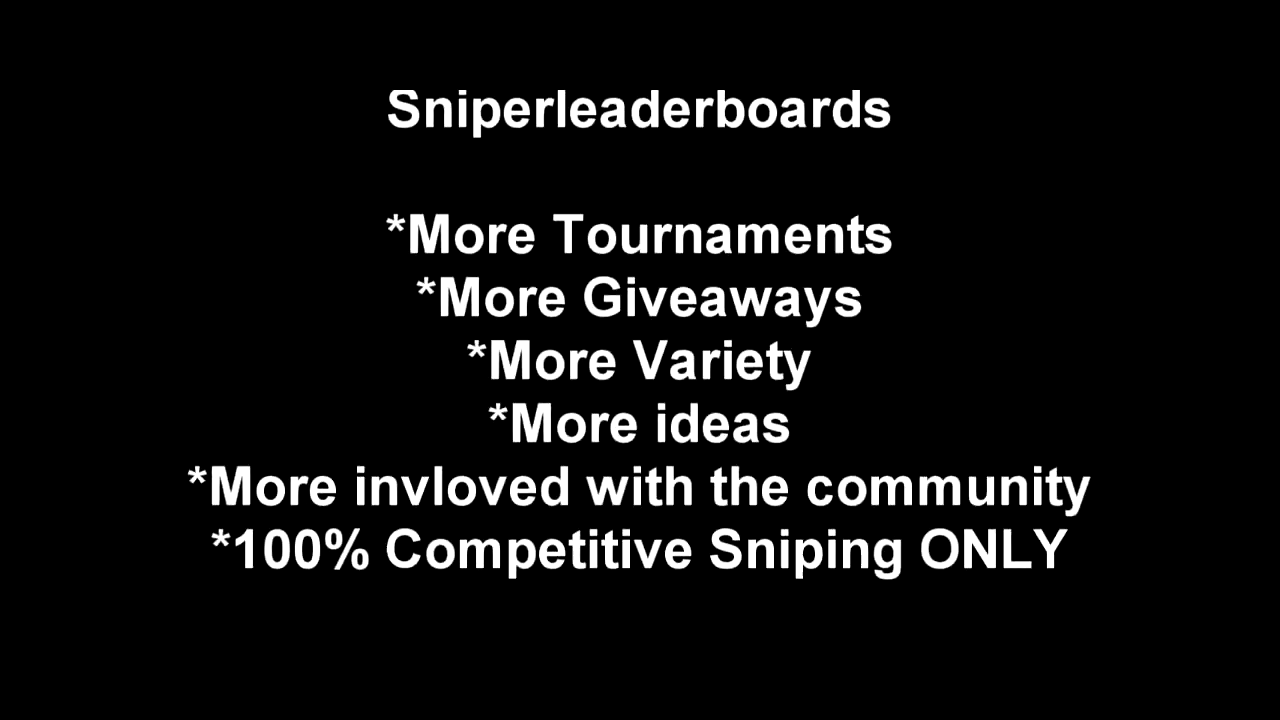 Sniperleaderboards
*More Tournaments
*More Giveaways
*More Variety
*More ideas
*More invloved with the community
*100% Competitive Sniping ONLY